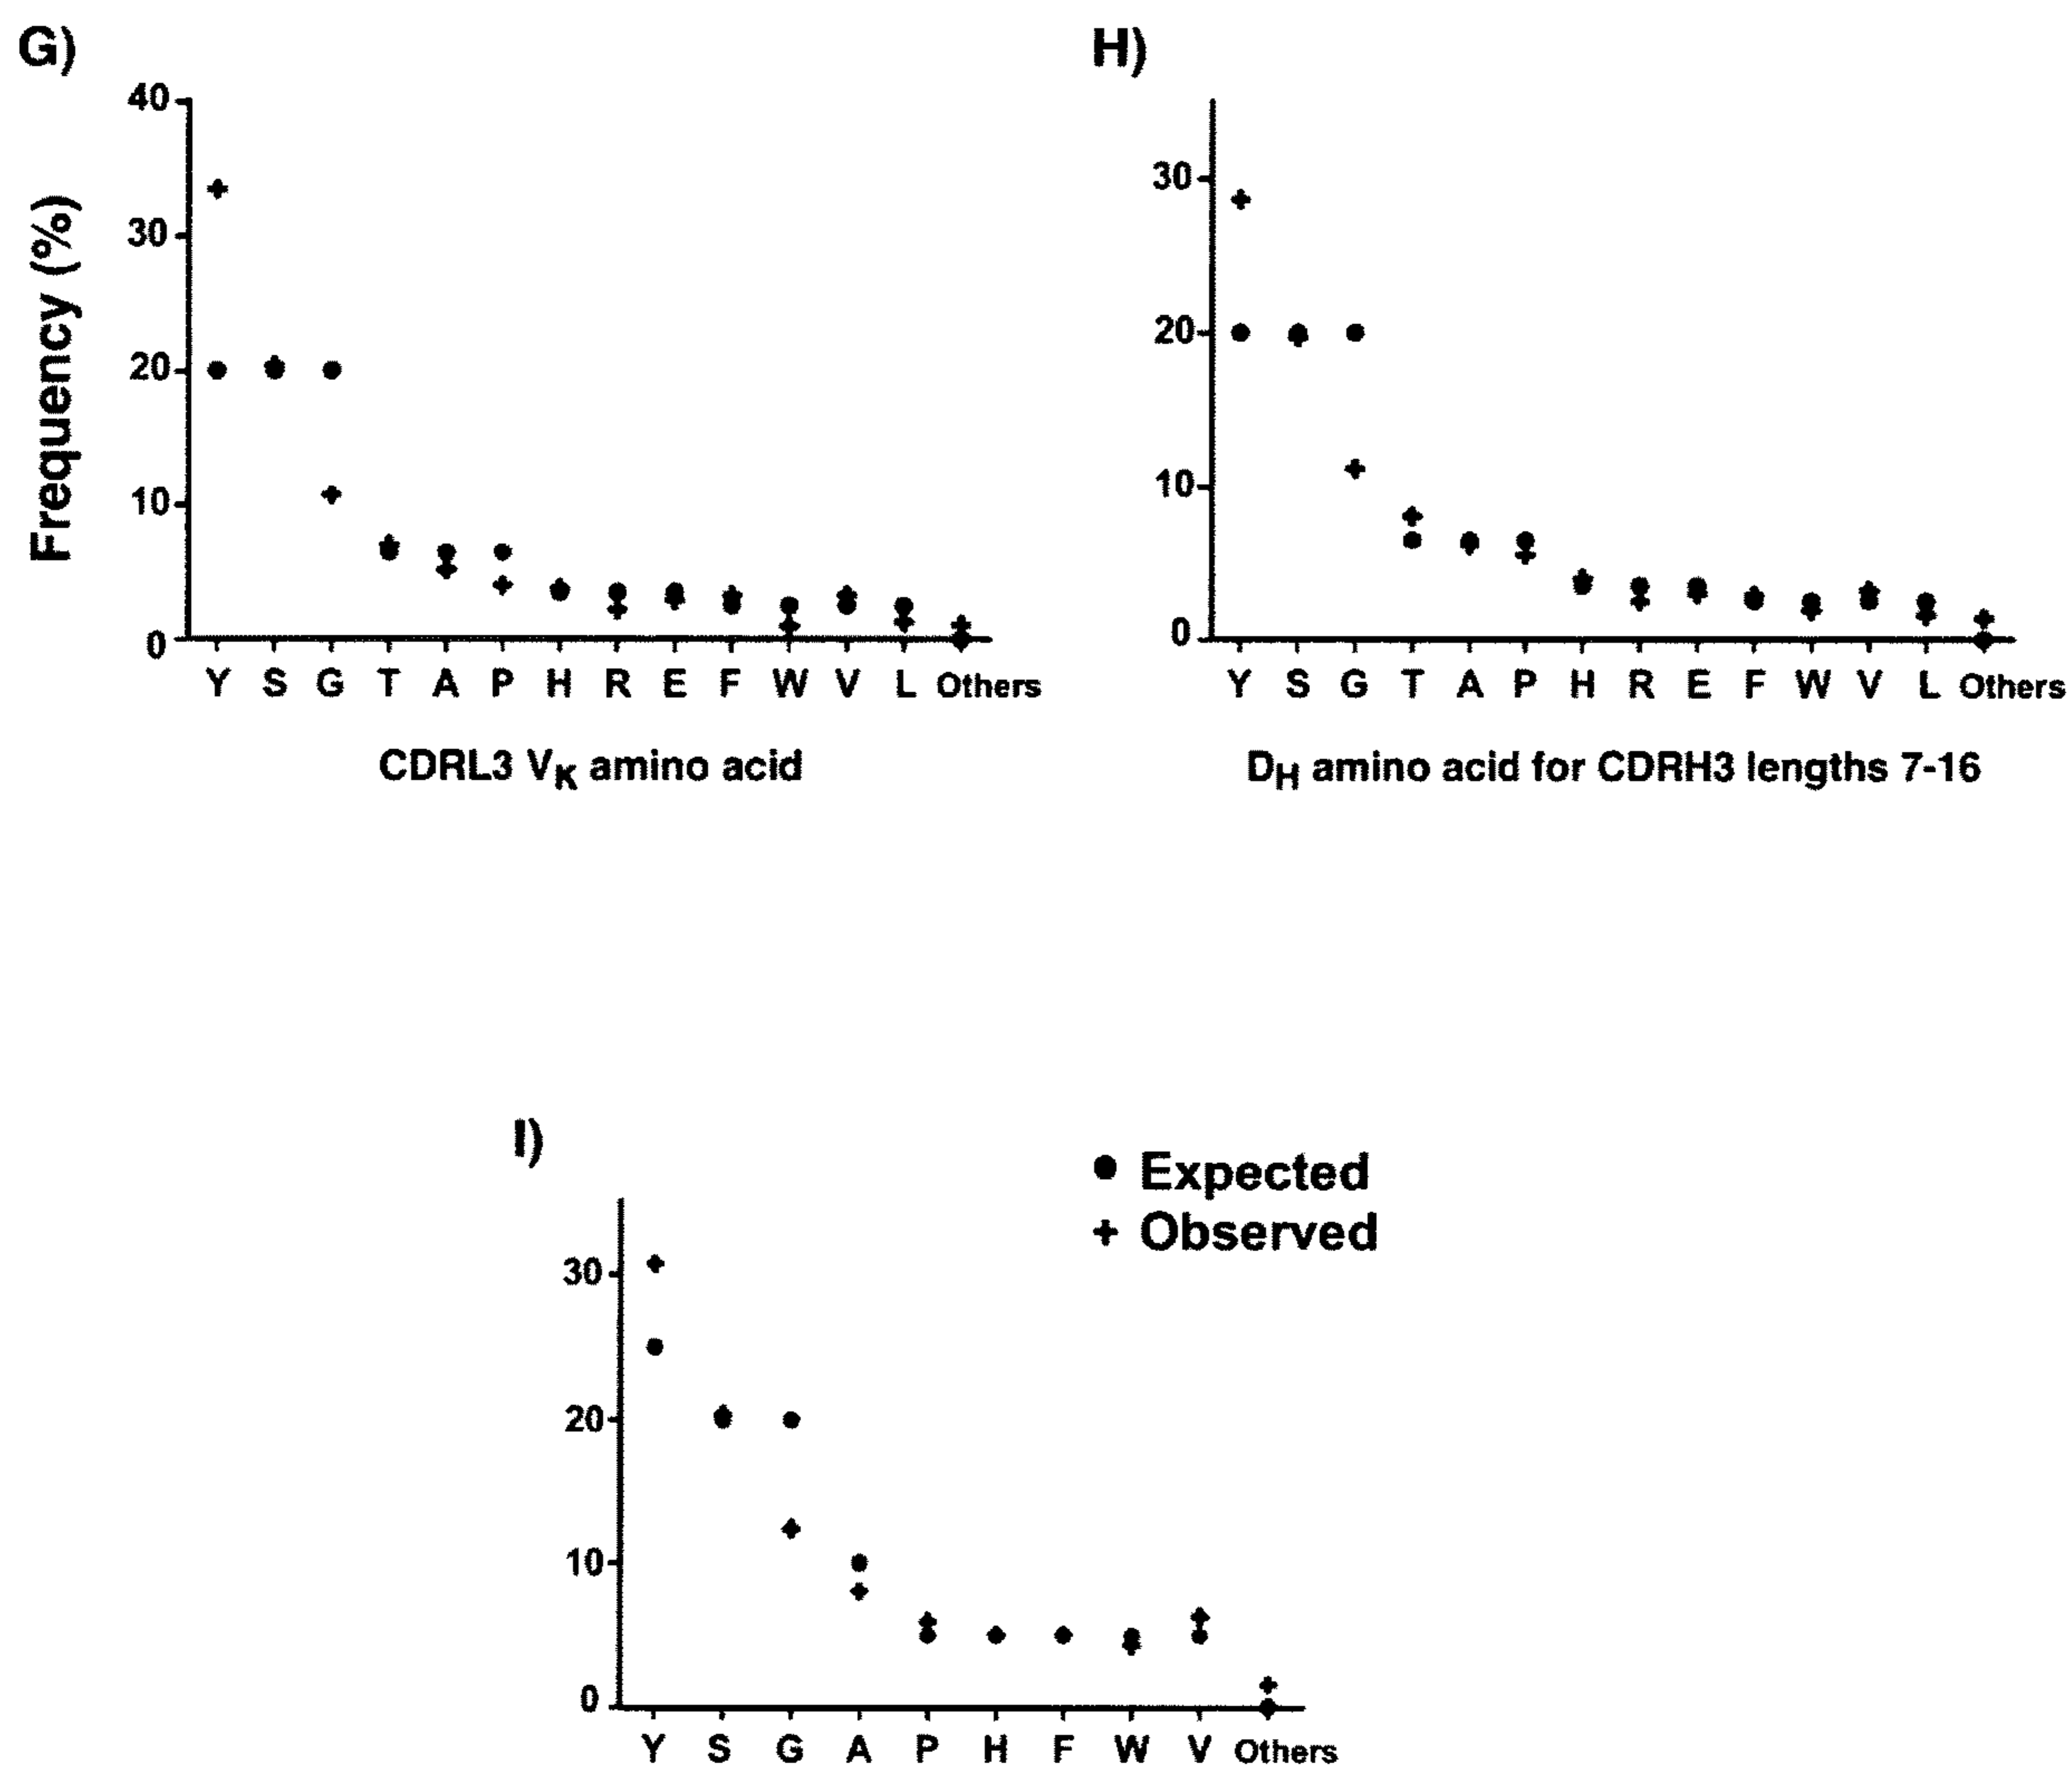 G)
40
30
20
10
0
Frequency (%)
Y S G T A P H R E F W V L Others
CDRL3 VK amino acid
H)
30
20
10
0
Y S G T A P H R E F W V L Others
DH amino acid for CDRH3 lengths 7-16
I)
Expected
Observed
30
20
10
0
Y S G A P H F W V Others